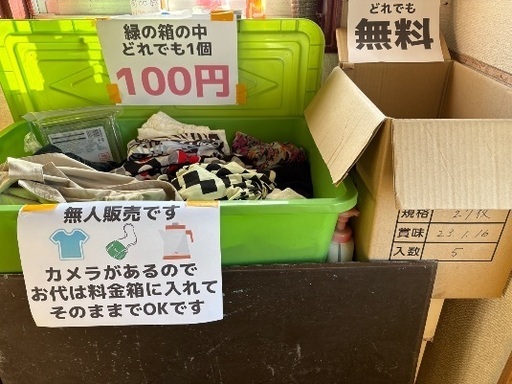 緑の箱の中
どれでも1個
100円
どれでも
無料
無人販売です
カメラがあるので
お代は料金箱に入れて
そのままでOKです
規格
賞味 23.1.16
入数 5